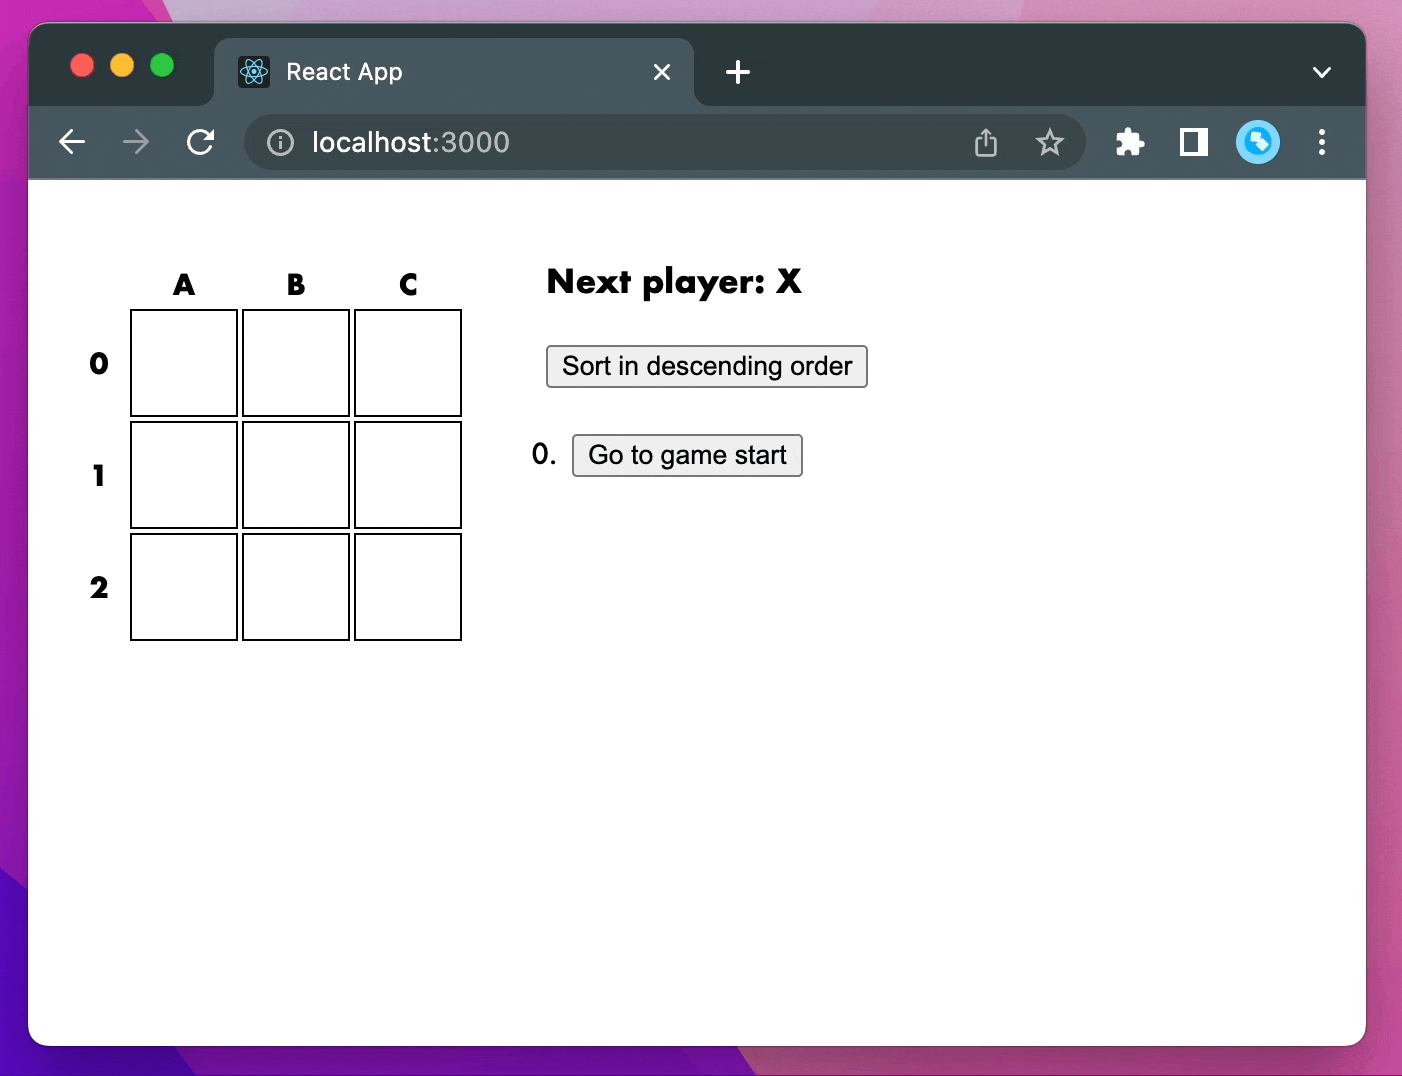 React App
localhost:3000
A B C
Next player: X
0
Sort in descending order
0. Go to game start
1
2